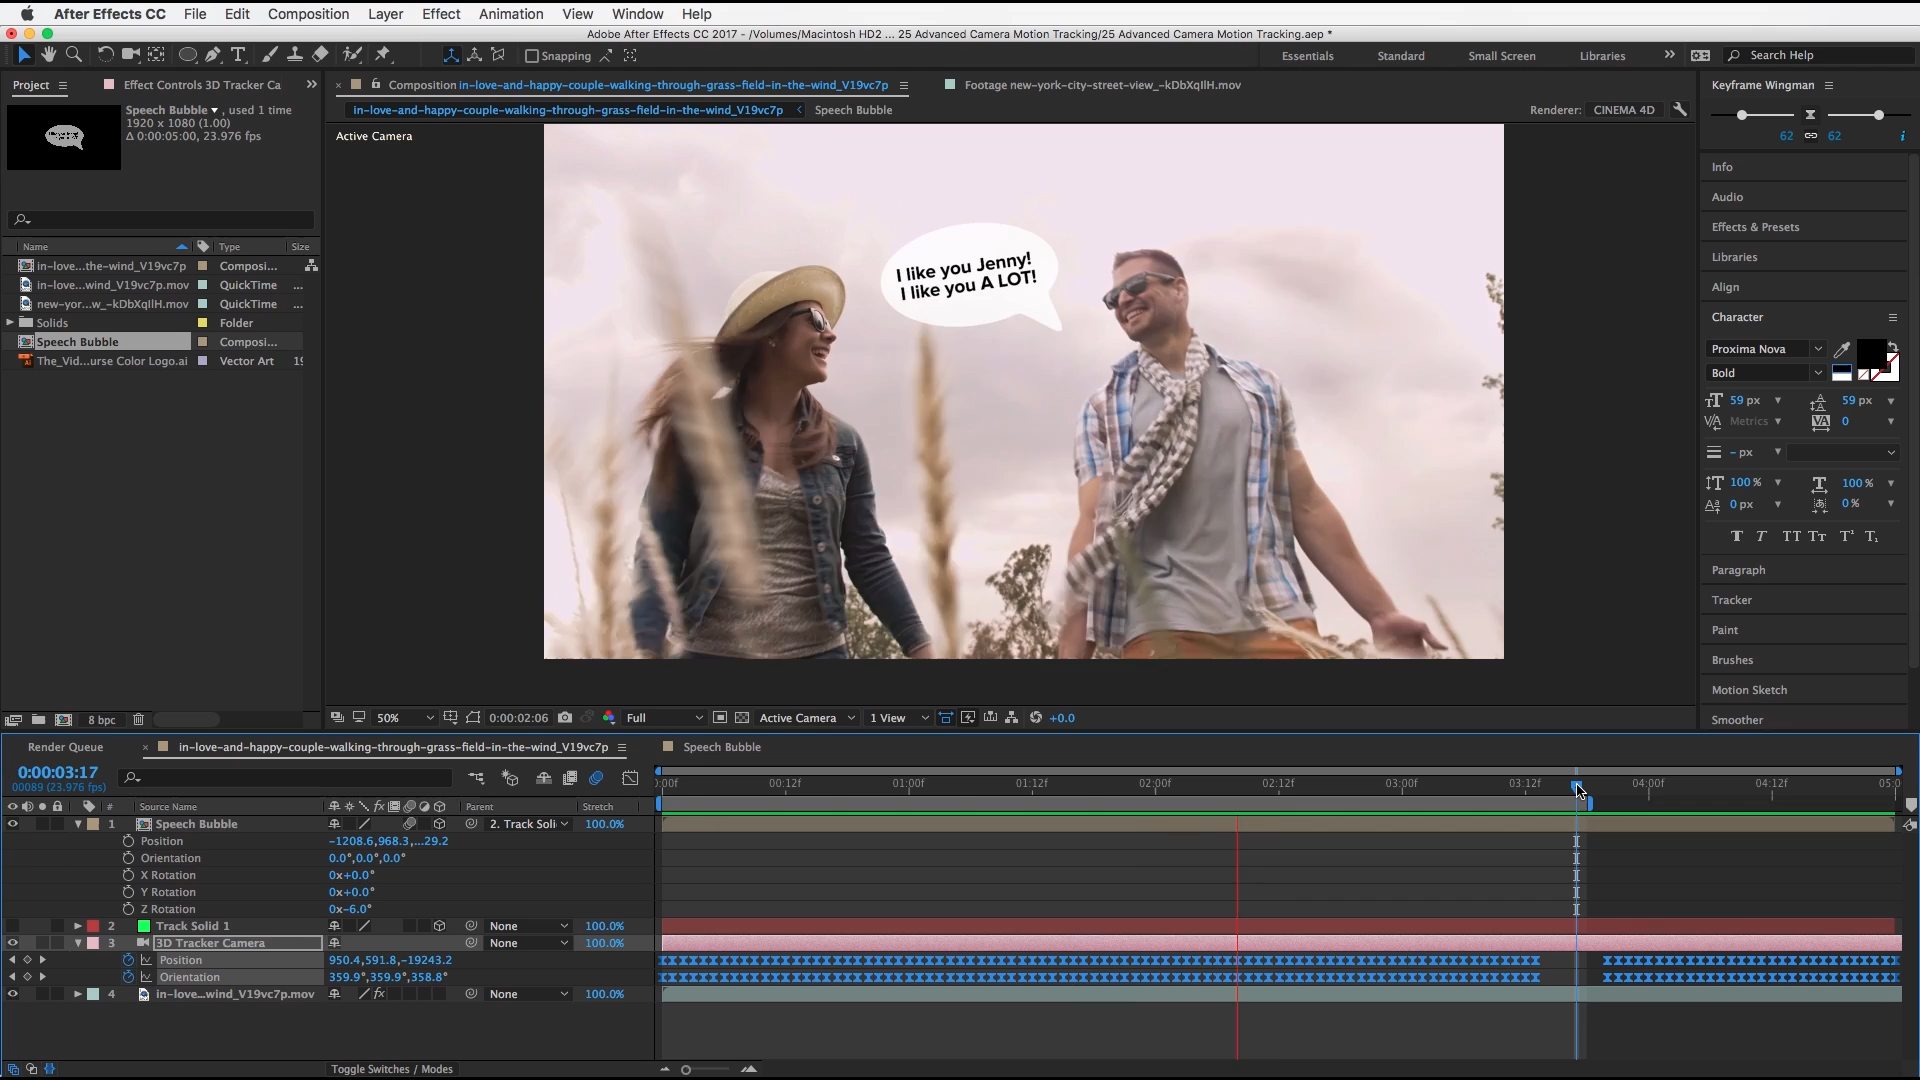 After Effects CC File Edit Composition Layer Effect Animation View Window Help
Adobe After Effects CC 2017 - /Volumes/Macintosh HD2 ... 25 Advanced Camera Motion Tracking/25 Advanced Camera Motion Tracking.aep *
Snapping
Essentials Standard Small Screen Libraries Search Help
Project Effect Controls 3D Tracker Ca
Composition in-love-and-happy-couple-walking-through-grass-field-in-the-wind_V19vc7p
Footage new-york-city-street-view_-kDbXqIlH.mov
Keyframe Wingman
in-love-and-happy-couple-walking-through-grass-field-in-the-wind_V19vc7p Speech Bubble
Renderer: CINEMA 4D
Speech Bubble , used 1 time
1920 x 1080 (1.00)
Δ 0:00:05:00, 23.976 fps
62 62
Active Camera
I like you Jenny!
I like you A LOT!
Name Type Size
in-love...the-wind_V19vc7p Composi...
in-love...wind_V19vc7p.mov QuickTime ...
new-yor...w_-kDbXqIlH.mov QuickTime ...
Solids Folder
Speech Bubble Composi...
The_Vid...urse Color Logo.ai Vector Art 19
Info
Audio
Effects & Presets
Libraries
Align
Character
Proxima Nova
Bold
59 px 59 px
Metrics 0
- px
100 % 100 %
0 px 0 %
Paragraph
Tracker
Paint
Brushes
Motion Sketch
Smoother
8 bpc
50% 0:00:02:06 Full Active Camera 1 View +0.0
Render Queue in-love-and-happy-couple-walking-through-grass-field-in-the-wind_V19vc7p Speech Bubble
0:00:03:17
00089 (23.976 fps)
:00f 00:12f 01:00f 01:12f 02:00f 02:12f 03:00f 03:12f 04:00f 04:12f 05:0
# Source Name Parent Stretch
1 Speech Bubble 2. Track Soli 100.0%
Position -1208.6,968.3,...29.2
Orientation 0.0°,0.0°,0.0°
X Rotation 0x+0.0°
Y Rotation 0x+0.0°
Z Rotation 0x-6.0°
2 Track Solid 1 None 100.0%
3 3D Tracker Camera None 100.0%
Position 950.4,591.8,-19243.2
Orientation 359.9°,359.9°,358.8°
4 in-love...wind_V19vc7p.mov fx None 100.0%
Toggle Switches / Modes